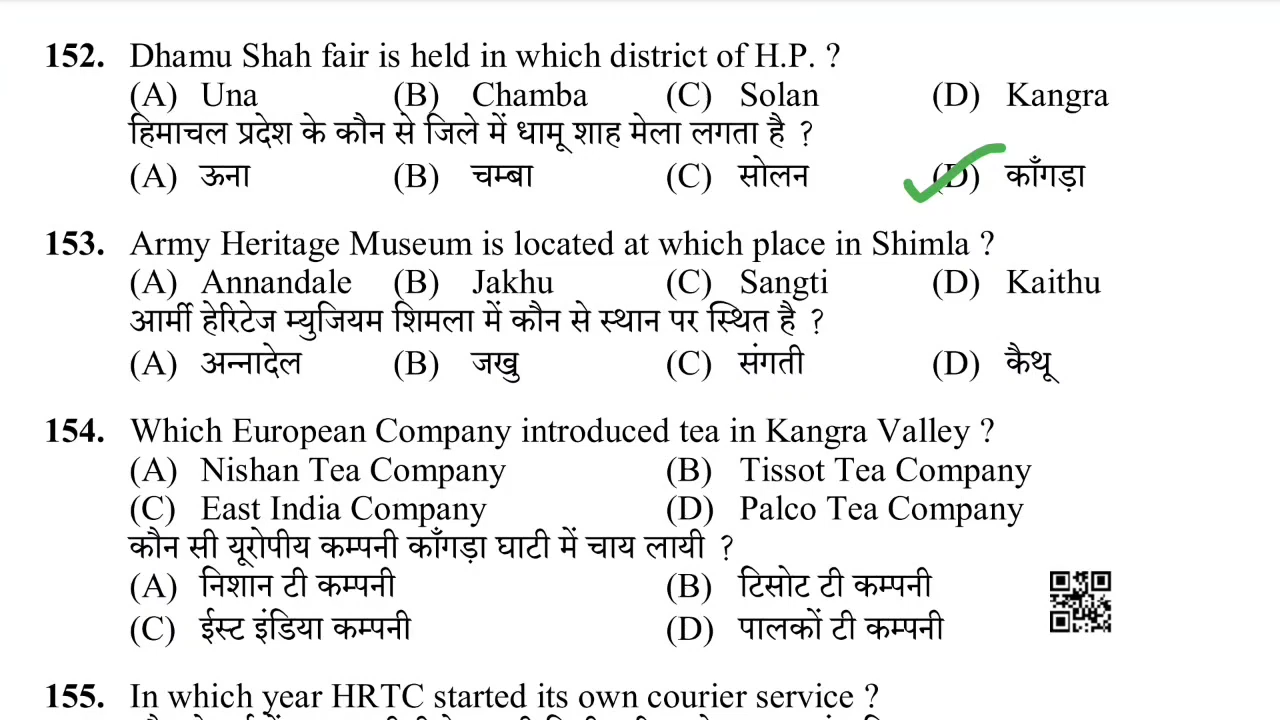 152. Dhamu Shah fair is held in which district of H.P. ?
(A) Una (B) Chamba (C) Solan (D) Kangra
हिमाचल प्रदेश के कौन से जिले में धामू शाह मेला लगता है ?
(A) ऊना (B) चम्बा (C) सोलन (D) काँगड़ा
153. Army Heritage Museum is located at which place in Shimla ?
(A) Annandale (B) Jakhu (C) Sangti (D) Kaithu
आर्मी हेरिटेज म्युजियम शिमला में कौन से स्थान पर स्थित है ?
(A) अन्नादेल (B) जखु (C) संगती (D) कैथू
154. Which European Company introduced tea in Kangra Valley ?
(A) Nishan Tea Company (B) Tissot Tea Company
(C) East India Company (D) Palco Tea Company
कौन सी यूरोपीय कम्पनी काँगड़ा घाटी में चाय लायी ?
(A) निशान टी कम्पनी (B) टिसोट टी कम्पनी
(C) ईस्ट इंडिया कम्पनी (D) पालकों टी कम्पनी
155. In which year HRTC started its own courier service ?